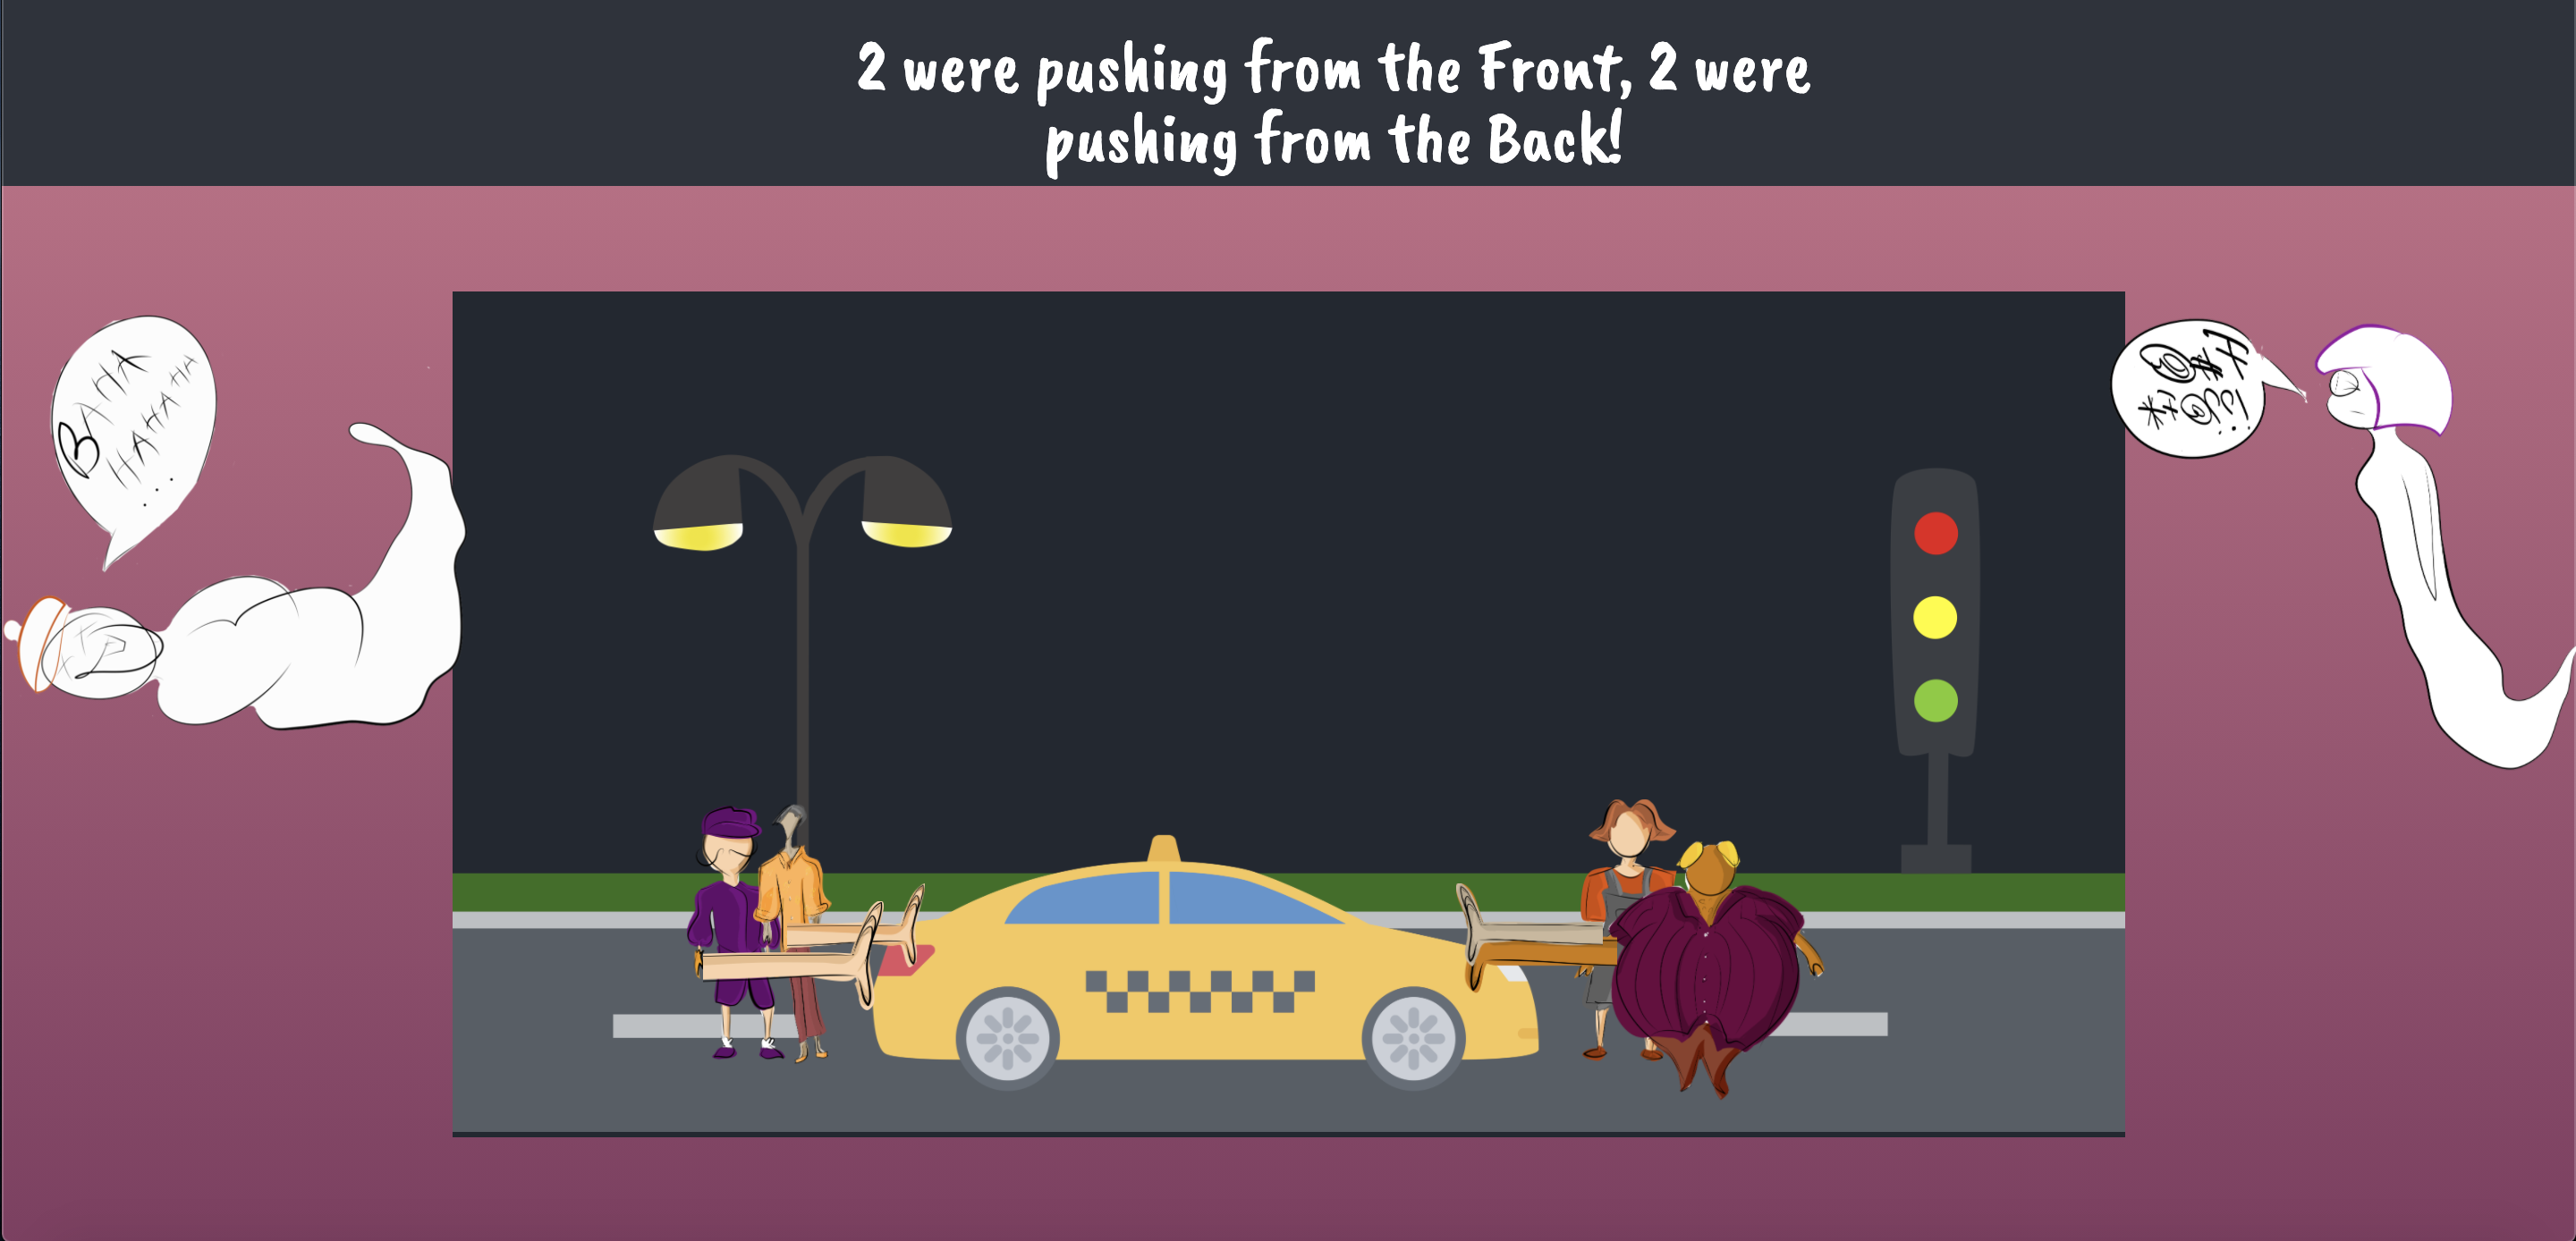 2 were pushing from the Front, 2 were
pushing from the Back!
BAHA
HAHAHA
...